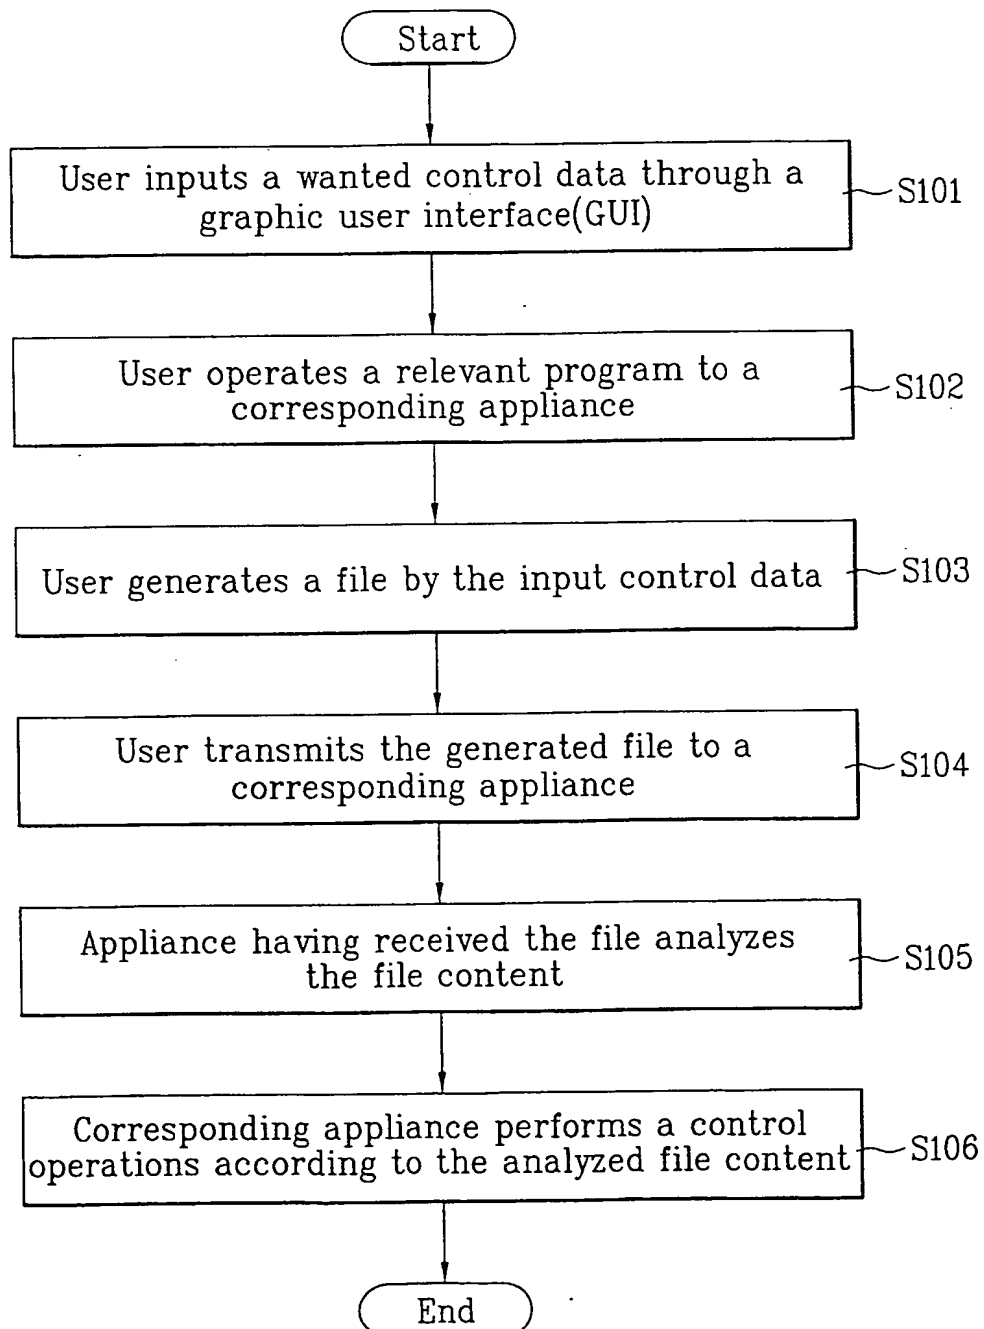 Start
User inputs a wanted control data through a
graphic user interface(GUI)
S101
User operates a relevant program to a
corresponding appliance
S102
User generates a file by the input control data
S103
User transmits the generated file to a
corresponding appliance
S104
Appliance having received the file analyzes
the file content
S105
Corresponding appliance performs a control
operations according to the analyzed file content
S106
End